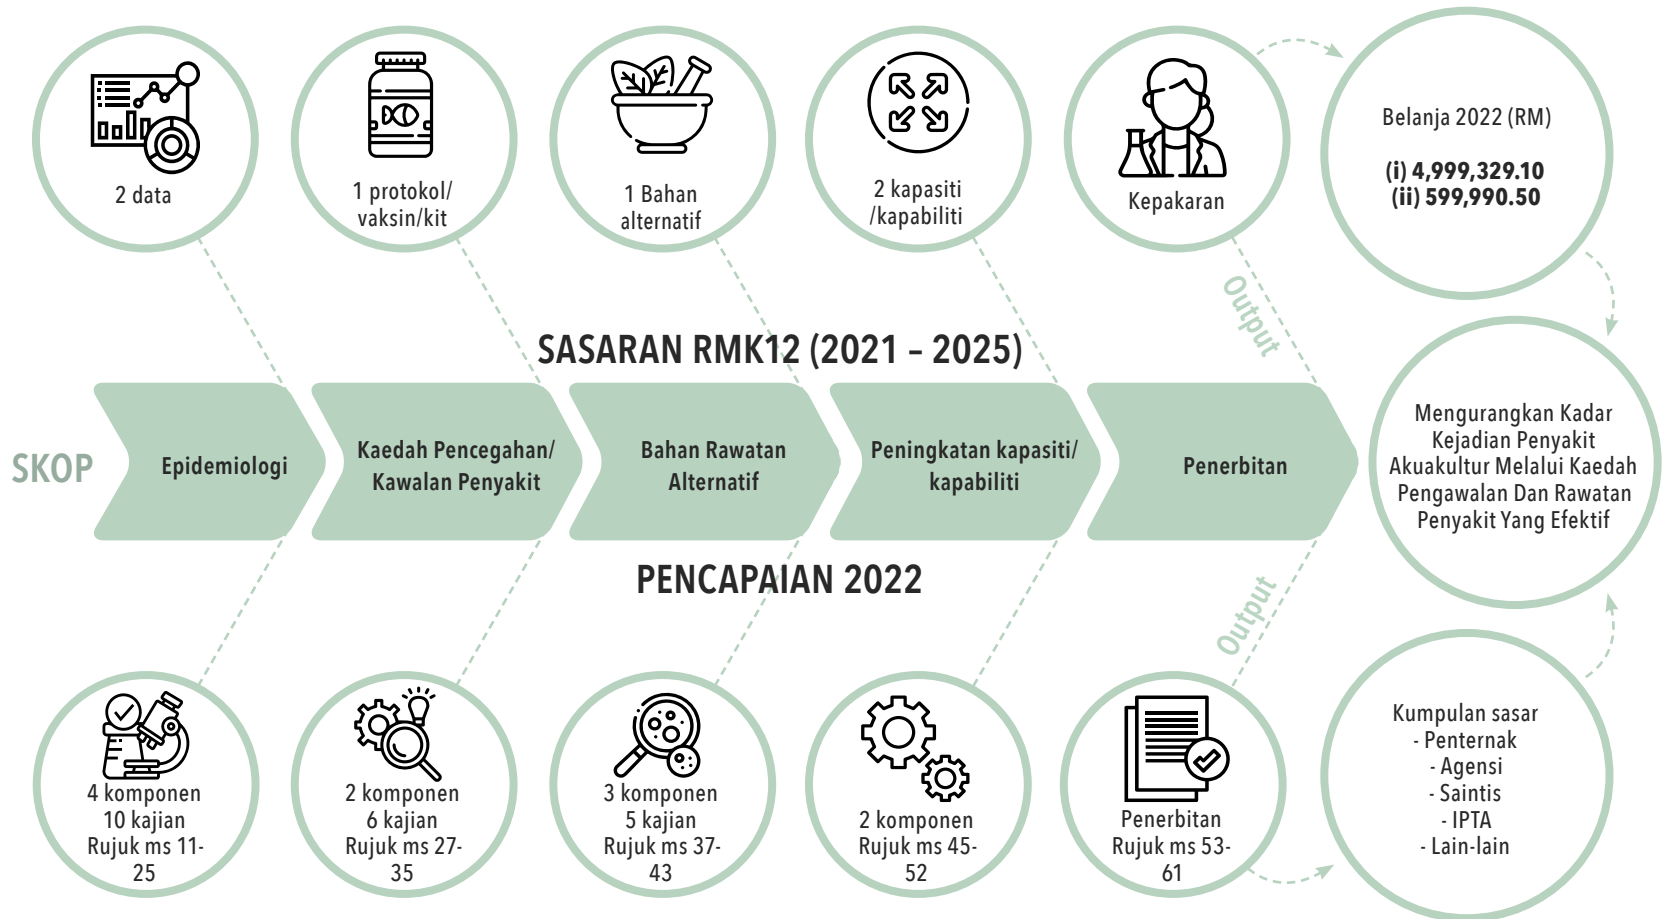 2 data
1 protokol/
vaksin/kit
1 Bahan
alternatif
2 kapasiti
/kapabiliti
Kepakaran
Belanja 2022 (RM)
(i) 4,999,329.10
(ii) 599,990.50
Output
SASARAN RMK12 (2021 – 2025)
SKOP
Epidemiologi
Kaedah Pencegahan/
Kawalan Penyakit
Bahan Rawatan
Alternatif
Peningkatan kapasiti/
kapabiliti
Penerbitan
Mengurangkan Kadar
Kejadian Penyakit
Akuakultur Melalui Kaedah
Pengawalan Dan Rawatan
Penyakit Yang Efektif
PENCAPAIAN 2022
Output
4 komponen
10 kajian
Rujuk ms 11-
25
2 komponen
6 kajian
Rujuk ms 27-
35
3 komponen
5 kajian
Rujuk ms 37-
43
2 komponen
Rujuk ms 45-
52
Penerbitan
Rujuk ms 53-
61
Kumpulan sasar
- Penternak
- Agensi
- Saintis
- IPTA
- Lain-lain